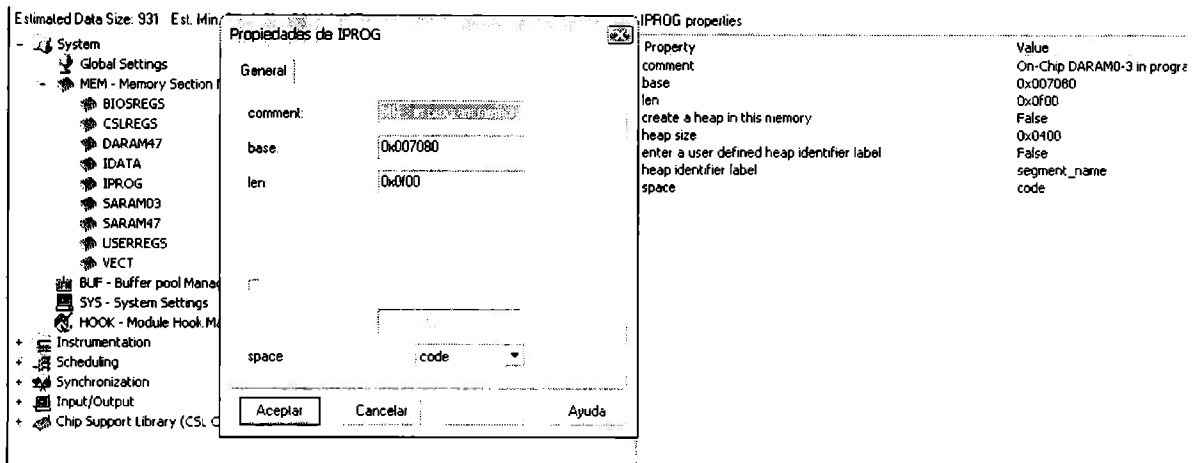 Estimated Data Size: 931 Est. Min.
System
Global Settings
MEM - Memory Section M
BIOSREGS
CSLREGS
DARAM47
IDATA
IPROG
SARAM03
SARAM47
USERREGS
VECT
BUF - Buffer pool Manag
SYS - System Settings
HOOK - Module Hook Ma
Instrumentation
Scheduling
Synchronization
Input/Output
Chip Support Library (CSL C
Propiedades de IPROG
General
comment:
base:
0x007080
len:
0x0f00
space
code
Aceptar
Cancelar
Ayuda
IPROG properties
Property Value
comment On-Chip DARAM0-3 in progra
base 0x007080
len 0x0f00
create a heap in this memory False
heap size 0x0400
enter a user defined heap identifier label False
heap identifier label segment_name
space code